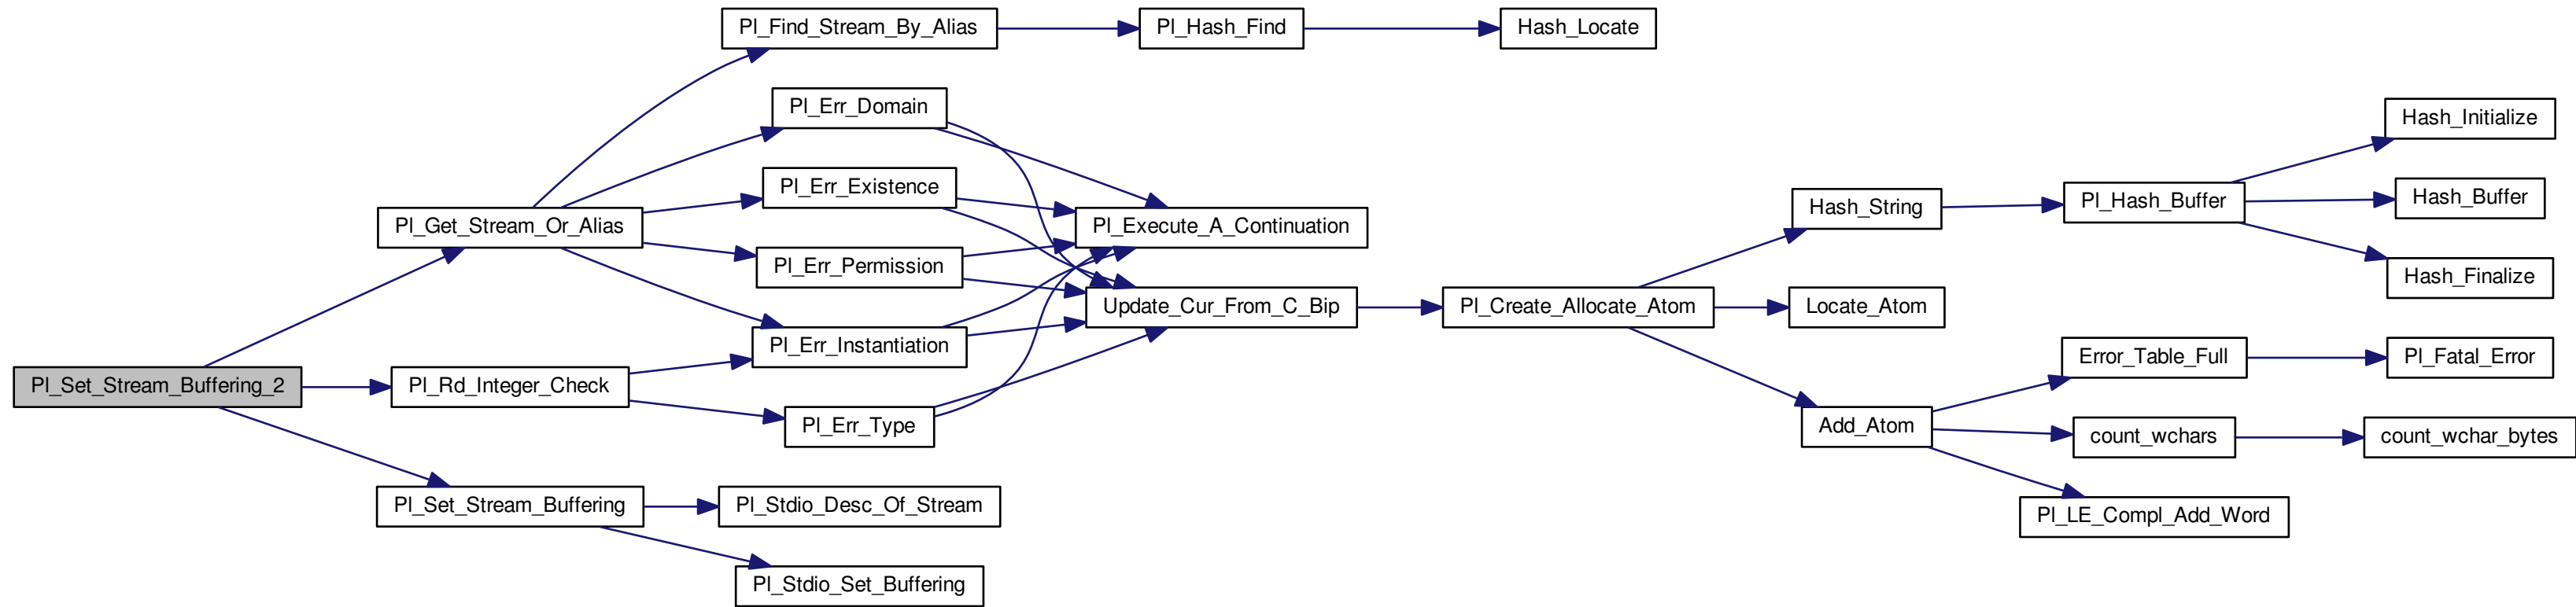 Pl_Set_Stream_Buffering_2
Pl_Get_Stream_Or_Alias
Pl_Rd_Integer_Check
Pl_Set_Stream_Buffering
Pl_Find_Stream_By_Alias
Pl_Err_Domain
Pl_Err_Existence
Pl_Err_Permission
Pl_Err_Instantiation
Pl_Err_Type
Pl_Stdio_Desc_Of_Stream
Pl_Stdio_Set_Buffering
Pl_Hash_Find
Pl_Execute_A_Continuation
Update_Cur_From_C_Bip
Hash_Locate
Pl_Create_Allocate_Atom
Hash_String
Locate_Atom
Add_Atom
Pl_Hash_Buffer
Error_Table_Full
count_wchars
Pl_LE_Compl_Add_Word
Hash_Initialize
Hash_Buffer
Hash_Finalize
Pl_Fatal_Error
count_wchar_bytes